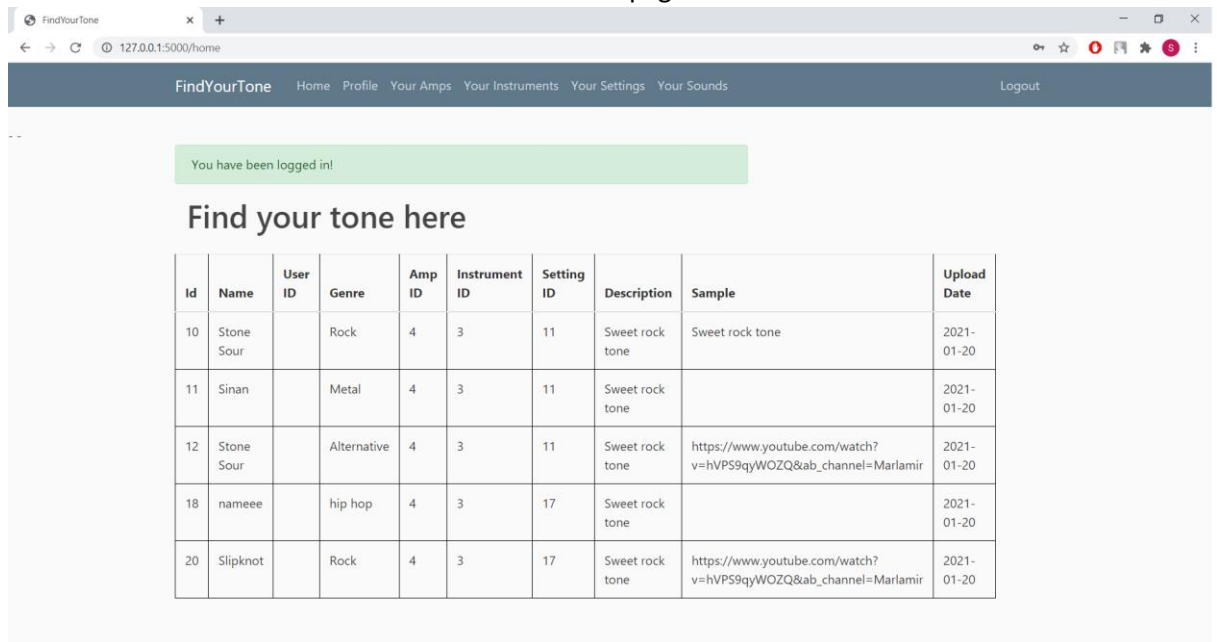 FindYourTone
127.0.0.1:5000/home
S
FindYourTone Home Profile Your Amps Your Instruments Your Settings Your Sounds Logout
- -
You have been logged in!
Find your tone here
Id Name User ID Genre Amp ID Instrument ID Setting ID Description Sample Upload Date
10 Stone Sour Rock 4 3 11 Sweet rock tone Sweet rock tone 2021-01-20
11 Sinan Metal 4 3 11 Sweet rock tone 2021-01-20
12 Stone Sour Alternative 4 3 11 Sweet rock tone https://www.youtube.com/watch?v=hVPS9qyWOZQ&ab_channel=Marlamir 2021-01-20
18 nameee hip hop 4 3 17 Sweet rock tone 2021-01-20
20 Slipknot Rock 4 3 17 Sweet rock tone https://www.youtube.com/watch?v=hVPS9qyWOZQ&ab_channel=Marlamir 2021-01-20